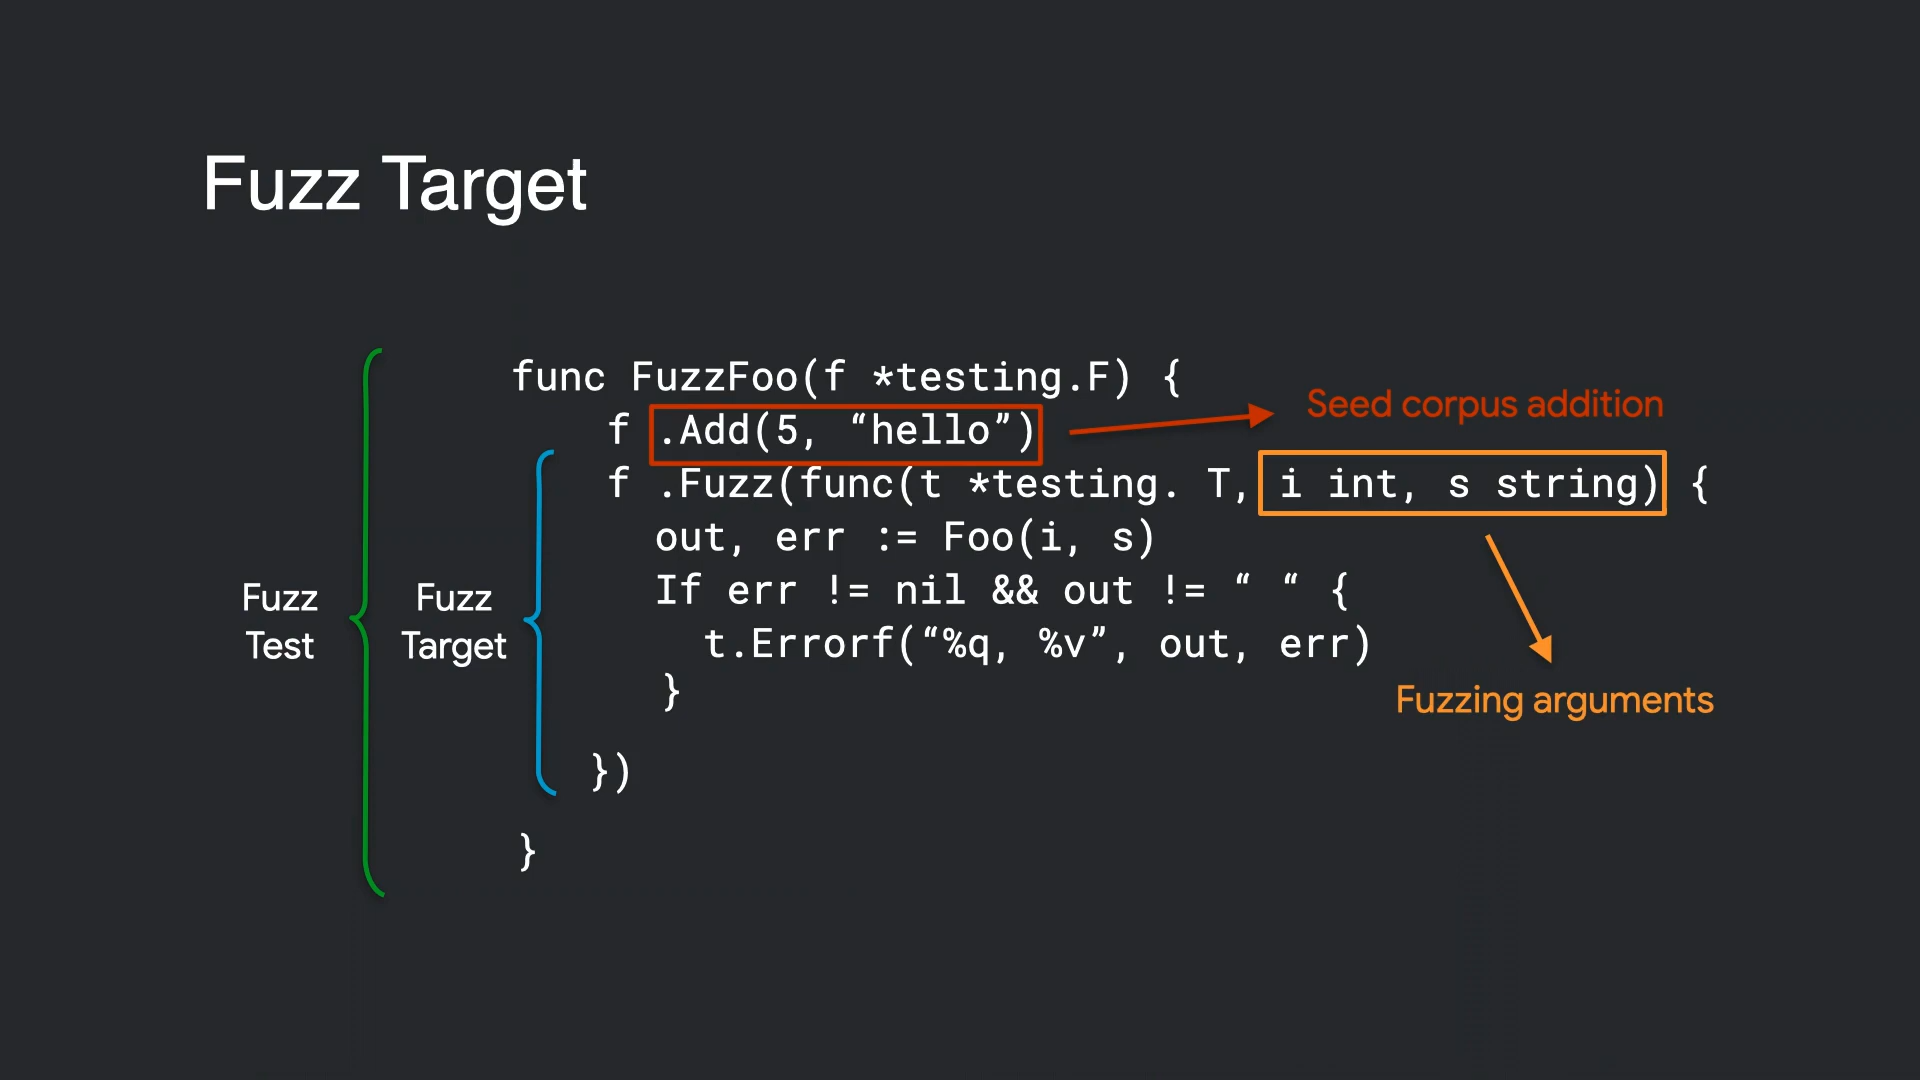 Fuzz Target
func FuzzFoo(f *testing.F) {
f .Add(5, “hello”)
Seed corpus addition
f .Fuzz(func(t *testing. T, i int, s string) {
out, err := Foo(i, s)
If err != nil && out != “ “ {
t.Errorf(“%q, %v”, out, err)
}
})
}
Fuzz
Test
Fuzz
Target
Fuzzing arguments